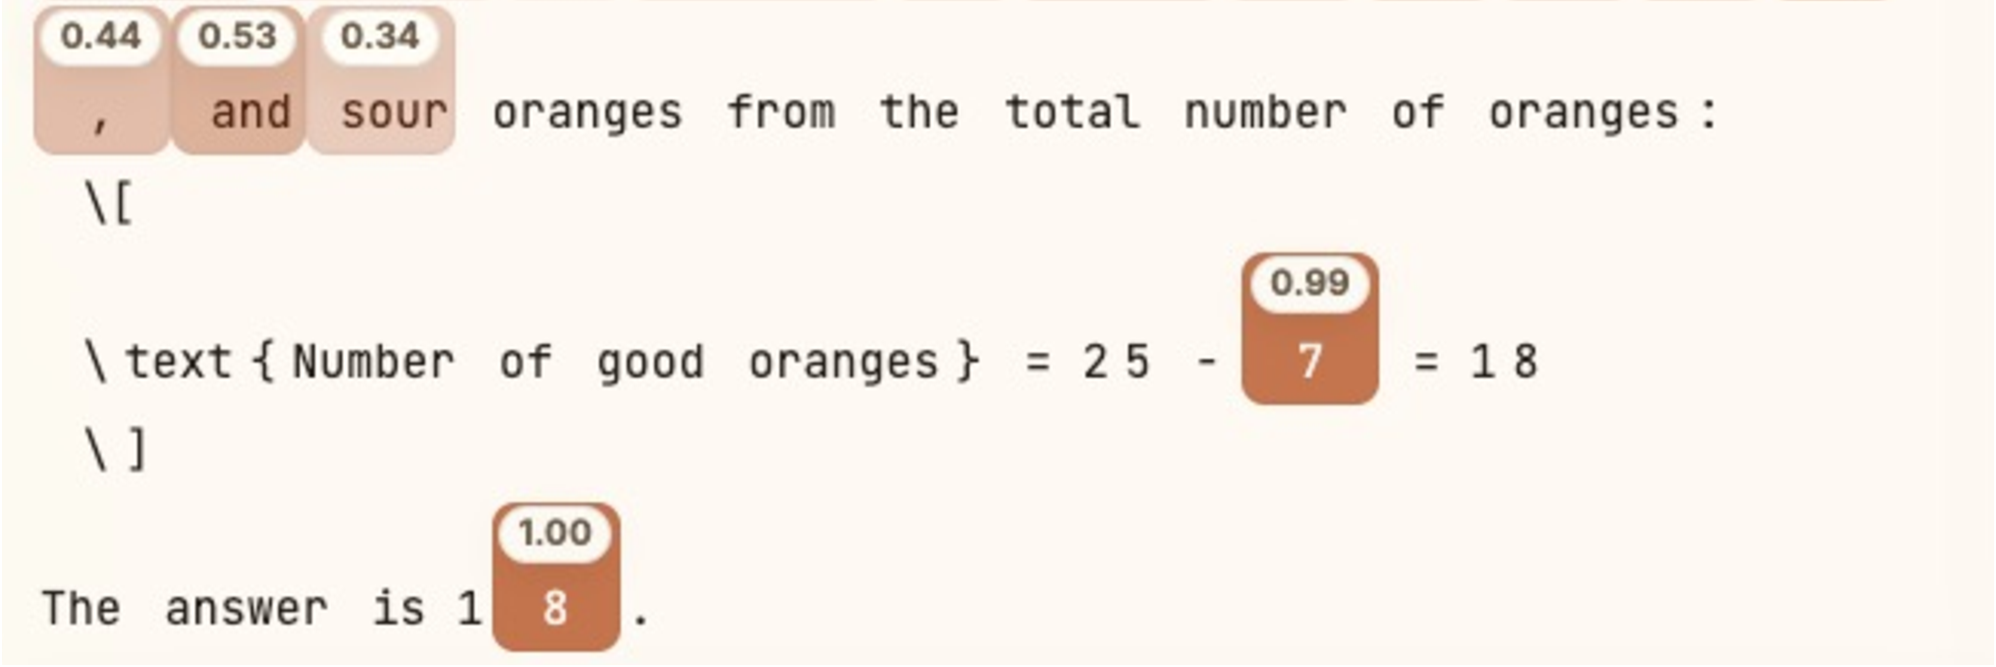 0.44 0.53 0.34
, and sour oranges from the total number of oranges:
\[
0.99
\text{Number of good oranges} = 25 - 7 = 18
\]
1.00
The answer is 18.